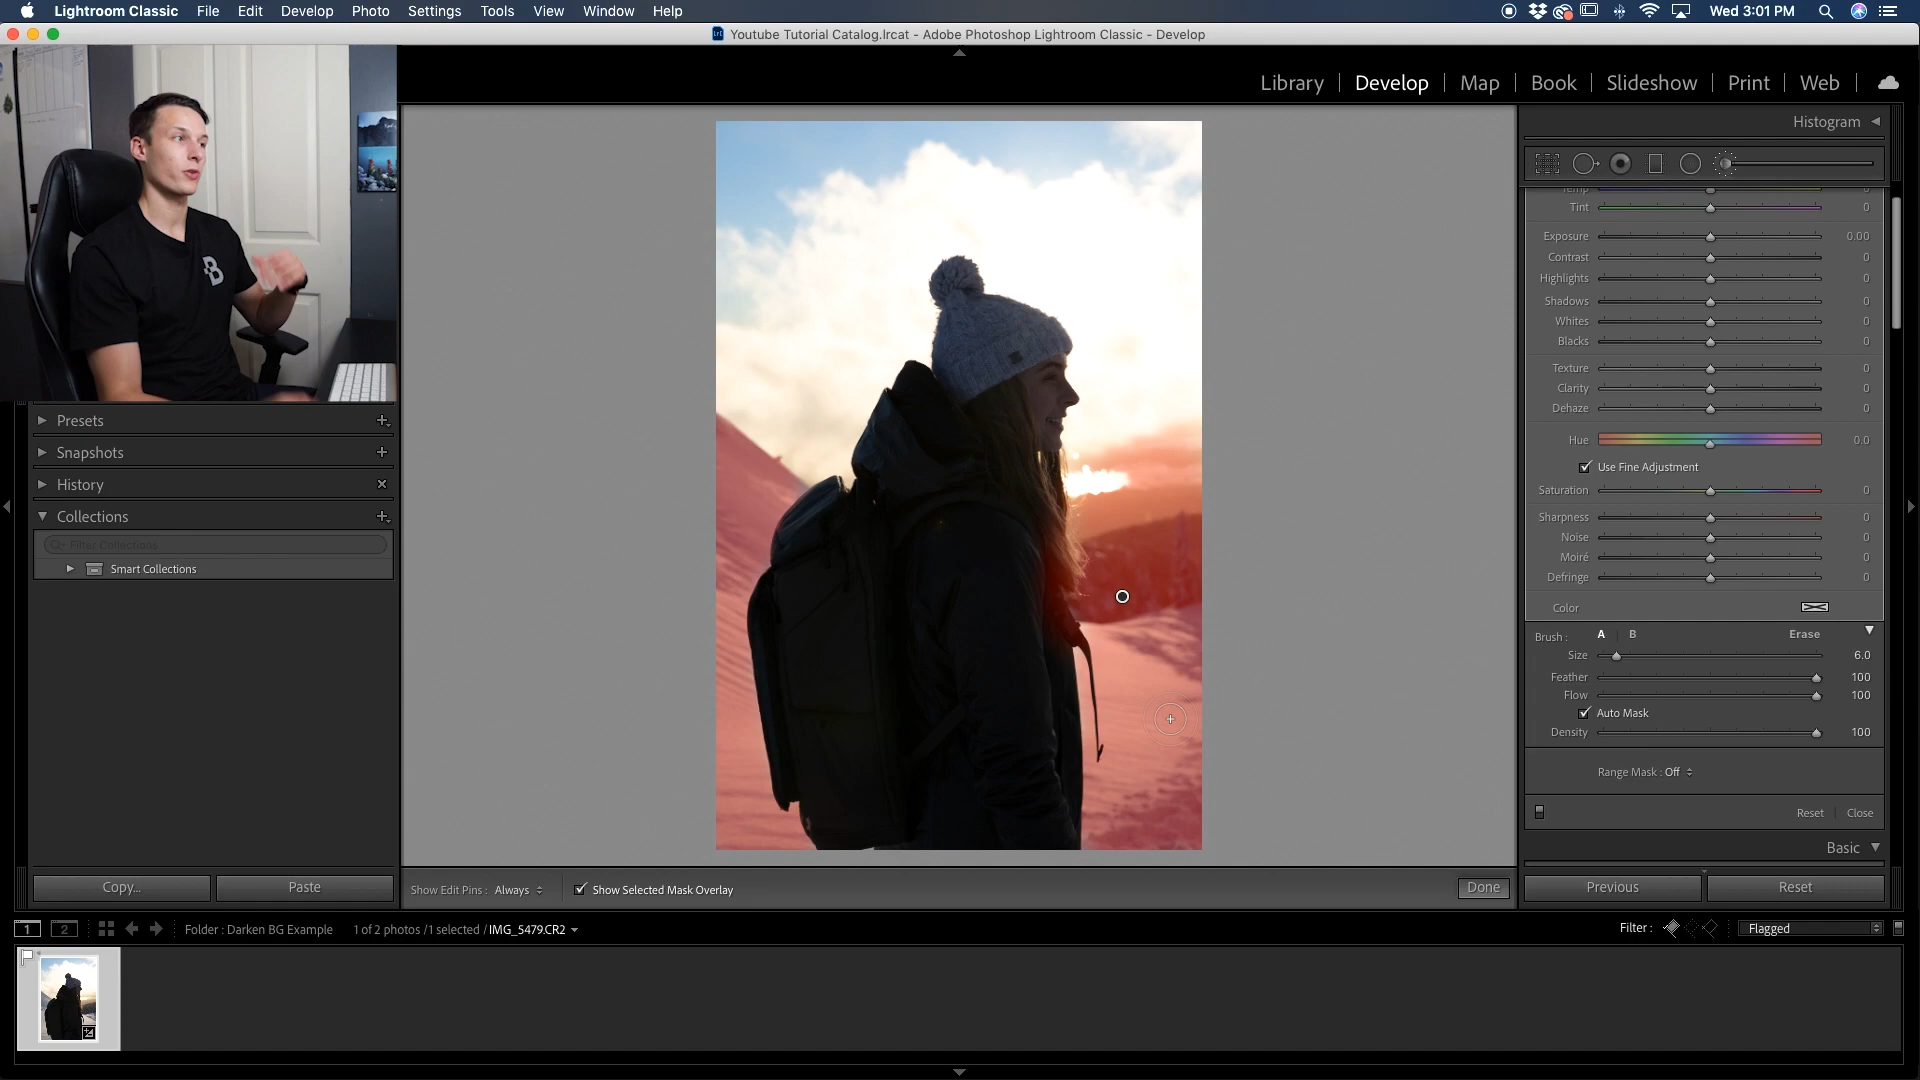 Lightroom Classic File Edit Develop Photo Settings Tools View Window Help Wed 3:01 PM
Youtube Tutorial Catalog.lrcat - Adobe Photoshop Lightroom Classic - Develop
Library | Develop | Map | Book | Slideshow | Print | Web
Histogram
Temp 0
Tint 0
Exposure 0.00
Contrast 0
Highlights 0
Shadows 0
Whites 0
Blacks 0
Texture 0
Clarity 0
Dehaze 0
Hue 0.0
Use Fine Adjustment
Saturation 0
Sharpness 0
Noise 0
Moiré 0
Defringe 0
Color
Brush : A B Erase
Size 6.0
Feather 100
Flow 100
Auto Mask
Density 100
Range Mask : Off
Reset Close
Basic
Previous Reset
Presets
Snapshots
History
Collections
Filter Collections
Smart Collections
Copy... Paste
Show Edit Pins : Always Show Selected Mask Overlay Done
1 2 Folder : Darken BG Example 1 of 2 photos /1 selected / IMG_5479.CR2 Filter : Flagged
B